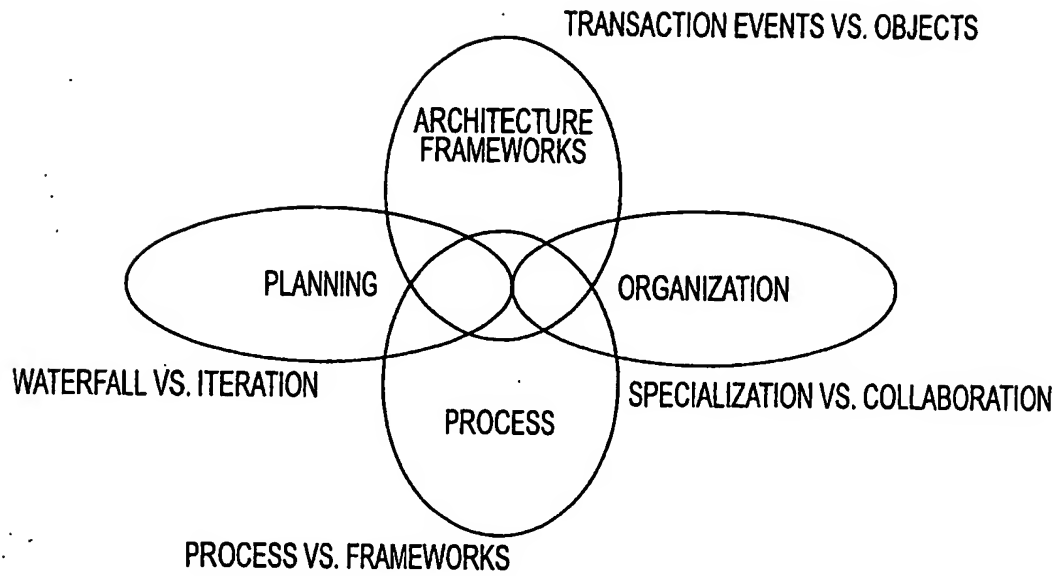 TRANSACTION EVENTS VS. OBJECTS
ARCHITECTURE
FRAMEWORKS
PLANNING
ORGANIZATION
WATERFALL VS. ITERATION
SPECIALIZATION VS. COLLABORATION
PROCESS
PROCESS VS. FRAMEWORKS